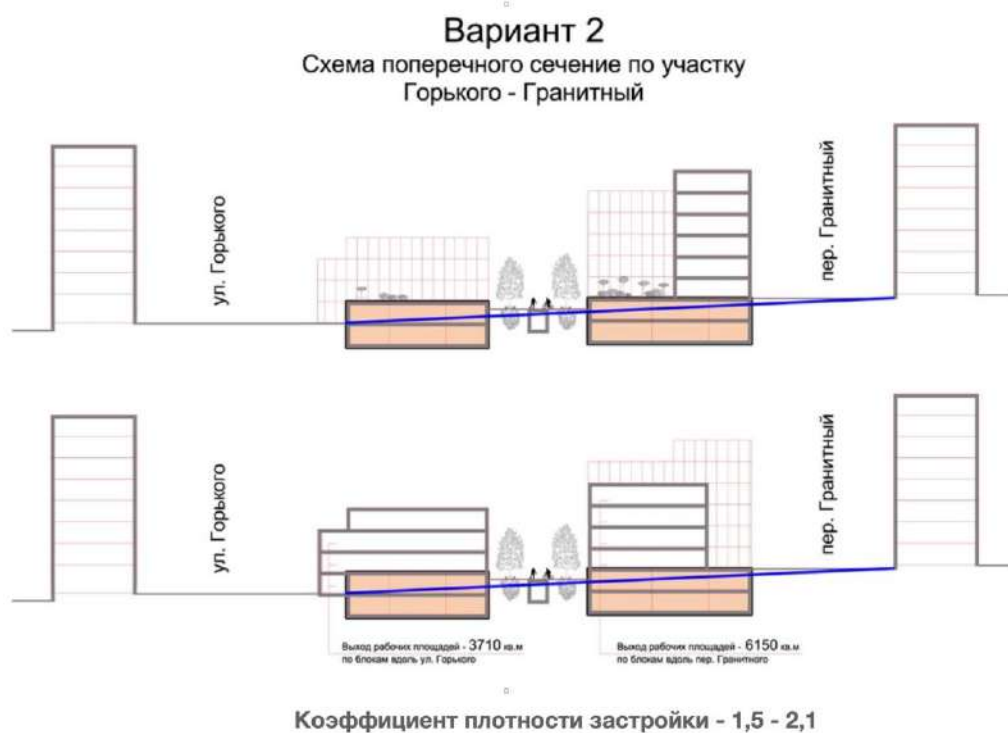 Вариант 2
Схема поперечного сечение по участку
Горького - Гранитный
ул. Горького
пер. Гранитный
ул. Горького
пер. Гранитный
Выход рабочих площадей - 3710 кв.м
по блокам вдоль ул. Горького
Выход рабочих площадей - 6150 кв.м
по блокам вдоль пер. Гранитного
Коэффициент плотности застройки - 1,5 - 2,1